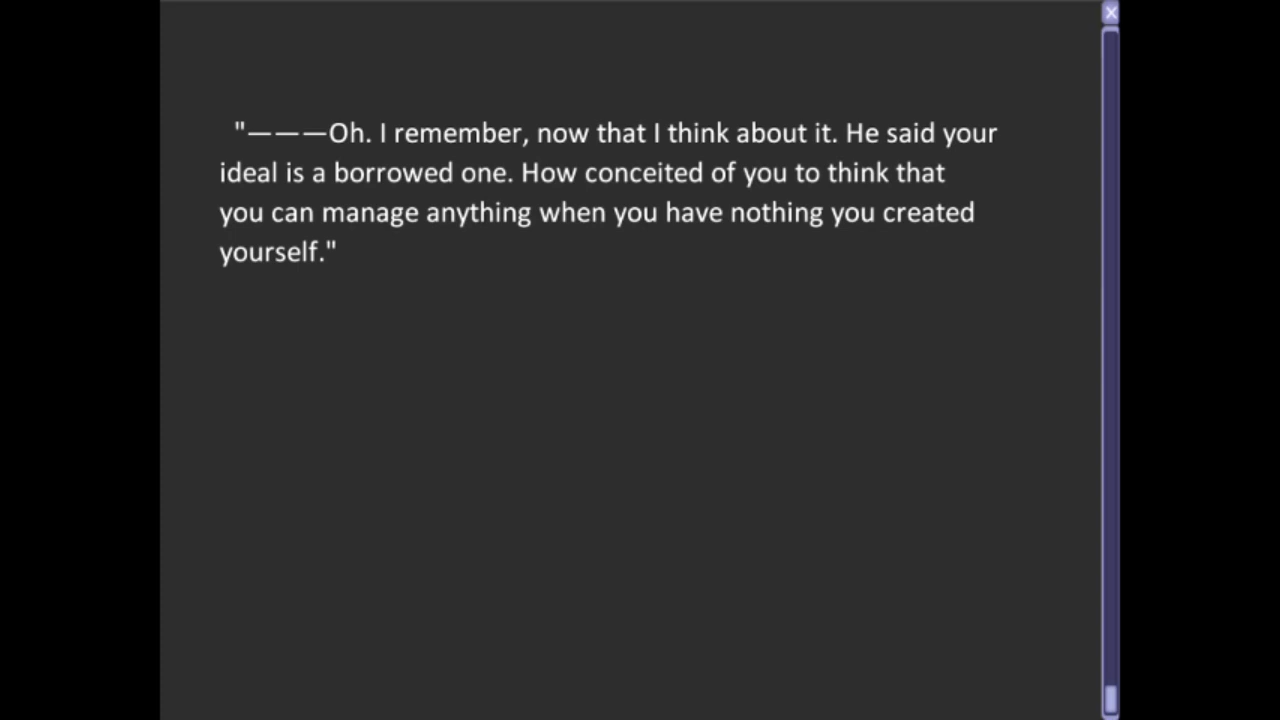 "———Oh. I remember, now that I think about it. He said your
ideal is a borrowed one. How conceited of you to think that
you can manage anything when you have nothing you created
yourself."